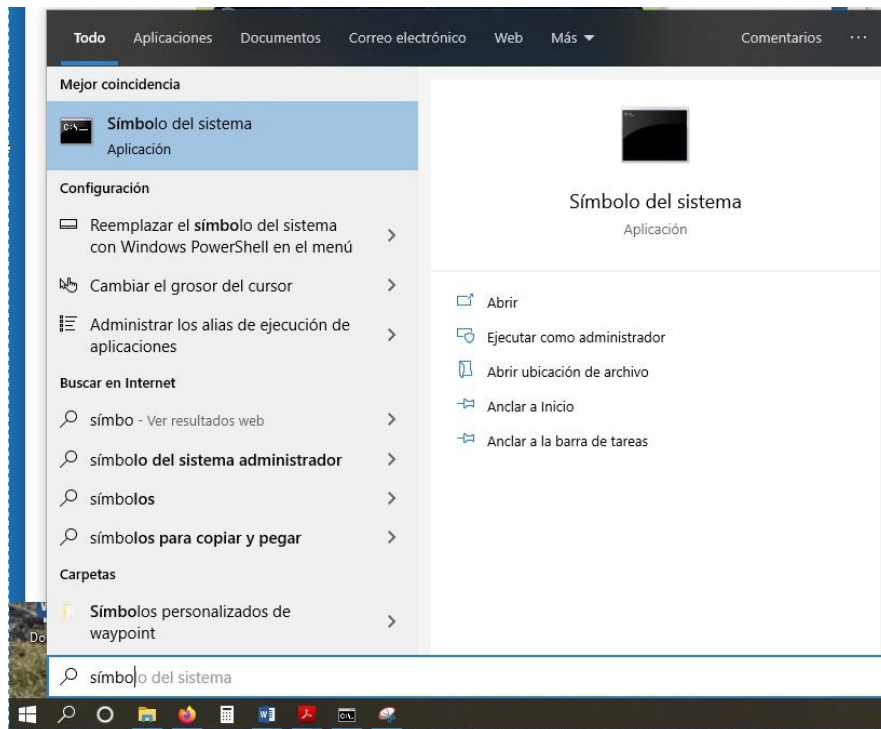 Todo Aplicaciones Documentos Correo electrónico Web Más Comentarios ...
Mejor coincidencia
Símbolo del sistema
Aplicación
Configuración
Reemplazar el símbolo del sistema
con Windows PowerShell en el menú
Cambiar el grosor del cursor
Administrar los alias de ejecución de
aplicaciones
Buscar en Internet
símbo - Ver resultados web
símbolo del sistema administrador
símbolos
símbolos para copiar y pegar
Carpetas
Símbolos personalizados de
waypoint
símbolo del sistema
Símbolo del sistema
Aplicación
Abrir
Ejecutar como administrador
Abrir ubicación de archivo
Anclar a Inicio
Anclar a la barra de tareas
Do